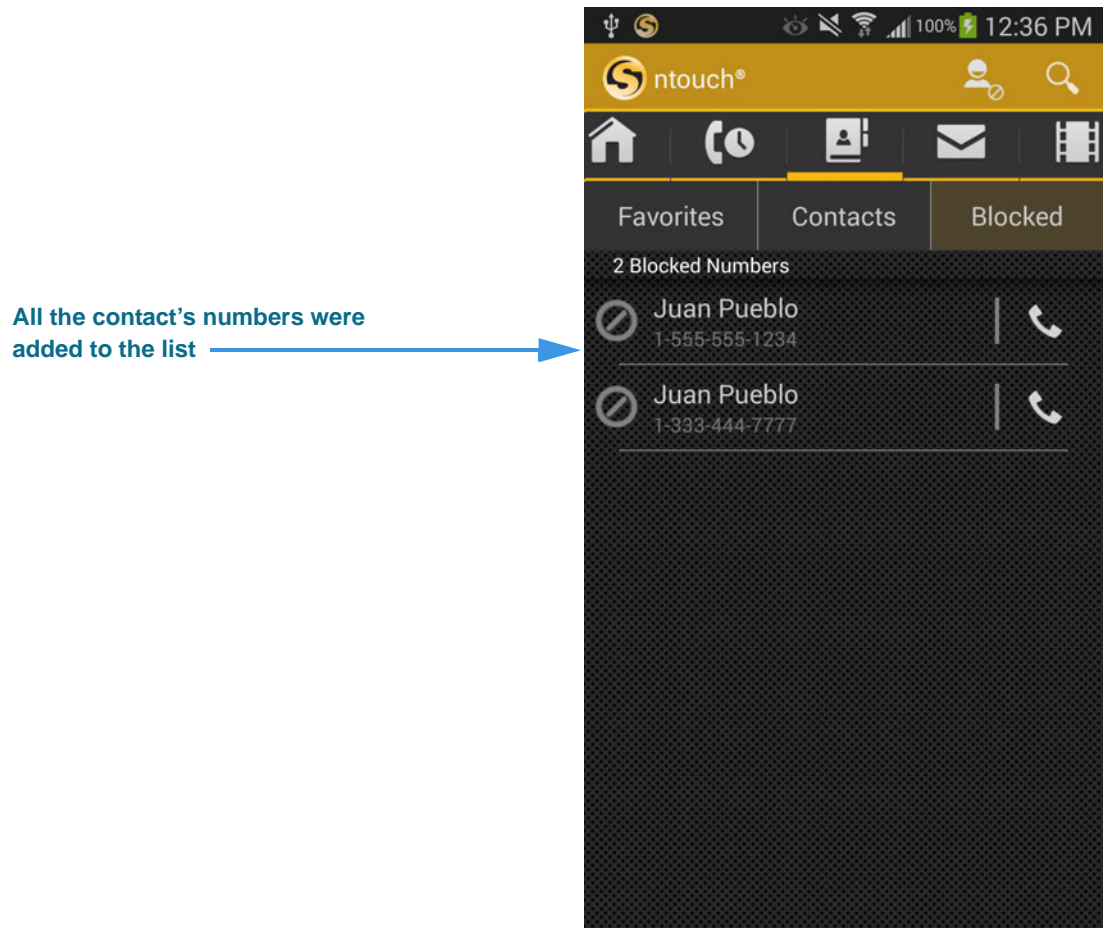 100% 12:36 PM
ntouch®
Favorites Contacts Blocked
2 Blocked Numbers
All the contact’s numbers were
added to the list
Juan Pueblo
1-555-555-1234
Juan Pueblo
1-333-444-7777